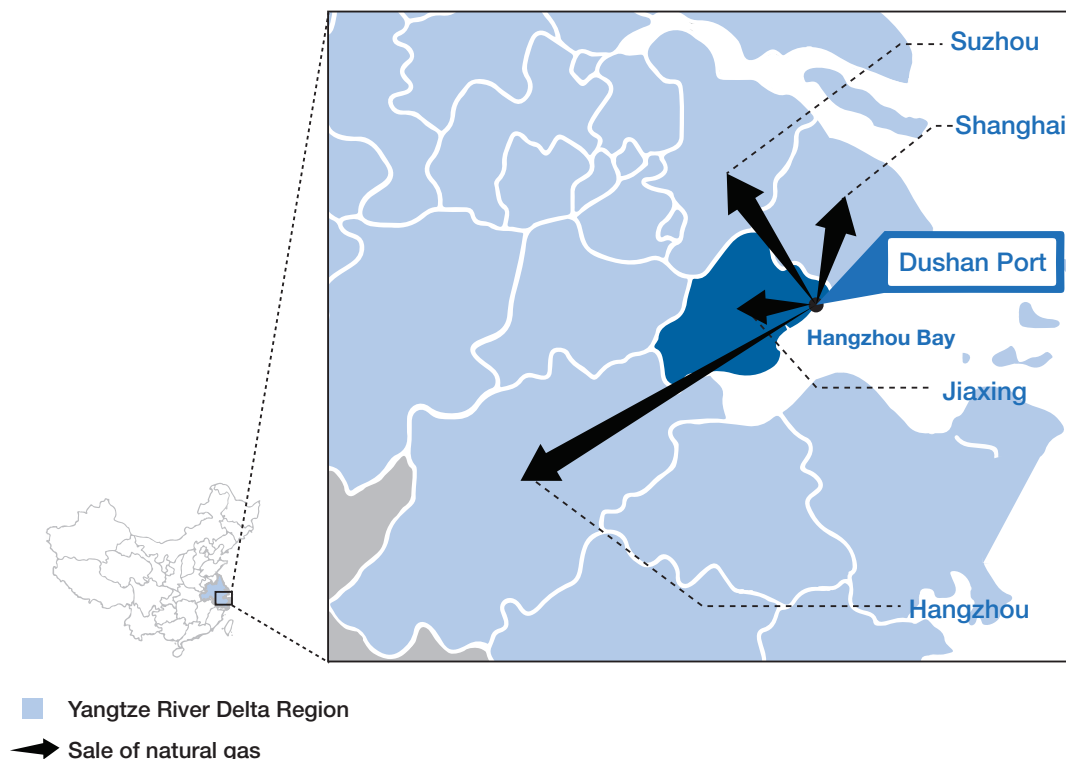 Suzhou
Shanghai
Dushan Port
Hangzhou Bay
Jiaxing
Hangzhou
Yangtze River Delta Region
Sale of natural gas